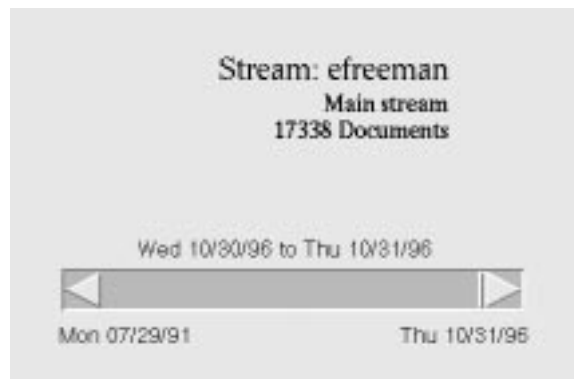 Stream: efreeman
Main stream
17338 Documents
Wed 10/30/96 to Thu 10/31/96
Mon 07/29/91
Thu 10/31/96